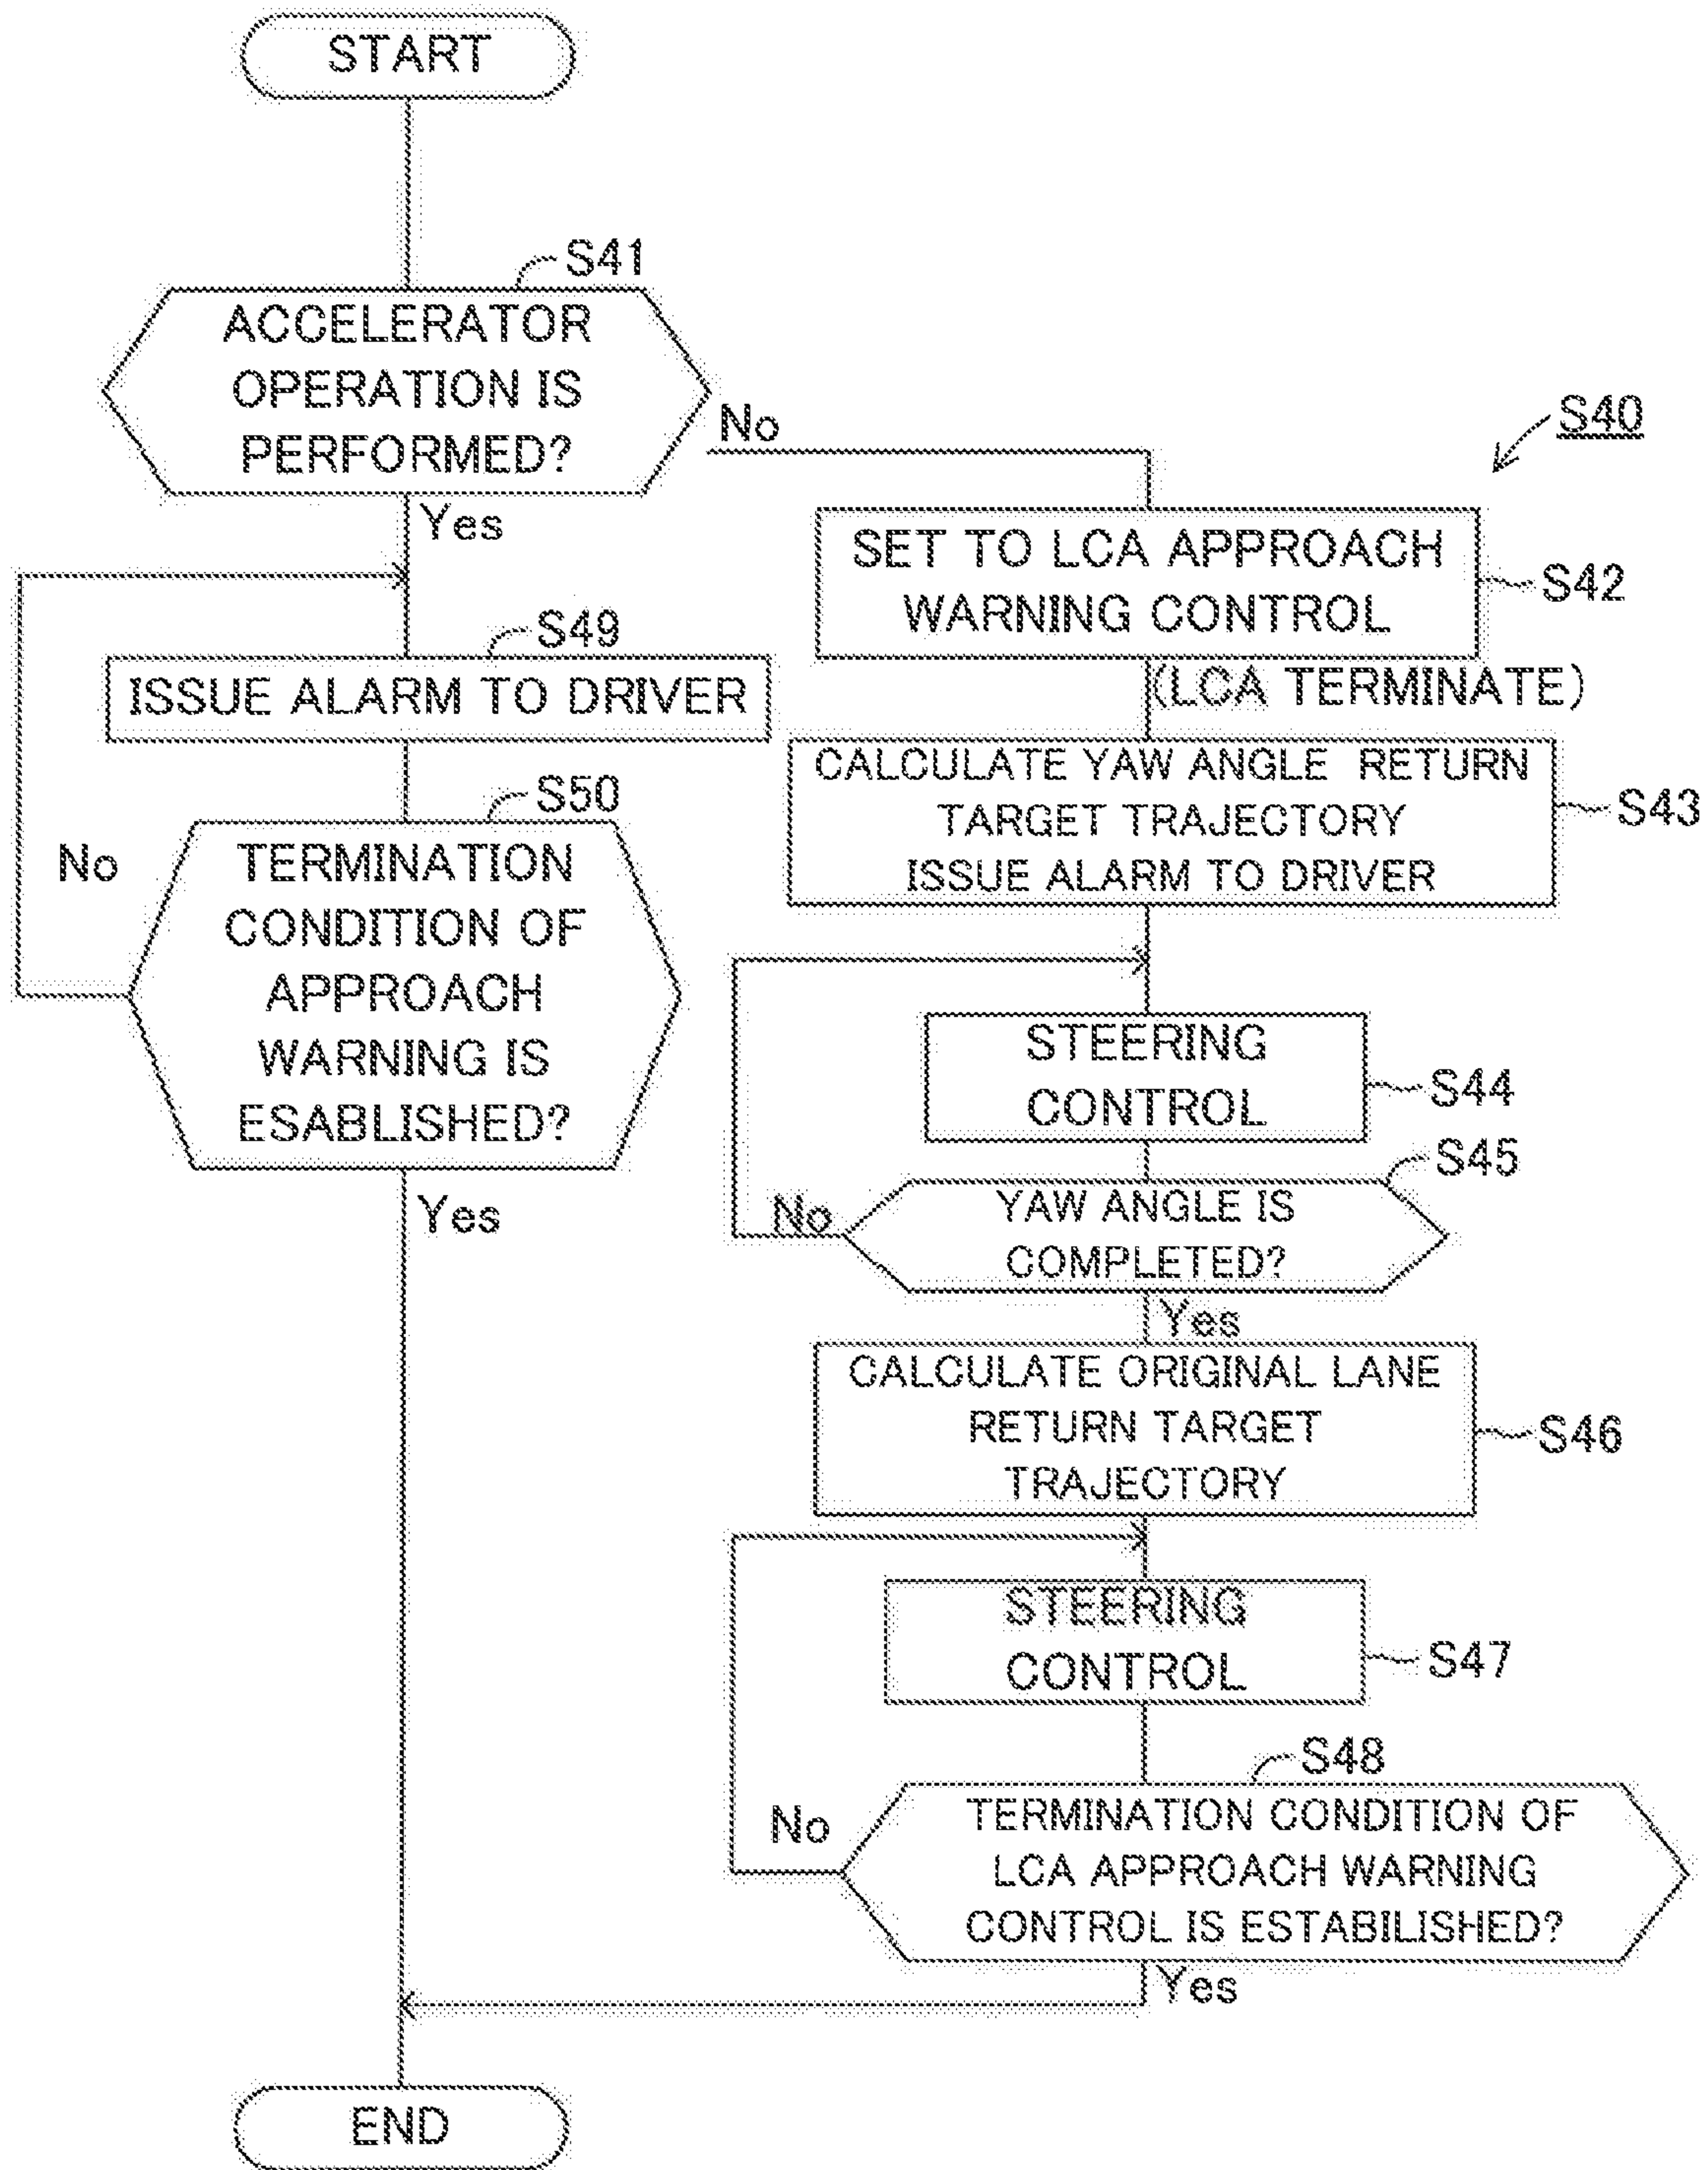 START
S41
ACCELERATOR
OPERATION IS
PERFORMED?
No
Yes
S40
SET TO LCA APPROACH
WARNING CONTROL
S42
(LCA TERMINATE)
S49
ISSUE ALARM TO DRIVER
CALCULATE YAW ANGLE RETURN
TARGET TRAJECTORY
ISSUE ALARM TO DRIVER
S43
S50
No
TERMINATION
CONDITION OF
APPROACH
WARNING IS
ESABLISHED?
Yes
STEERING
CONTROL
S44
S45
No
YAW ANGLE IS
COMPLETED?
Yes
CALCULATE ORIGINAL LANE
RETURN TARGET
TRAJECTORY
S46
STEERING
CONTROL
S47
S48
No
TERMINATION CONDITION OF
LCA APPROACH WARNING
CONTROL IS ESTABILISHED?
Yes
END